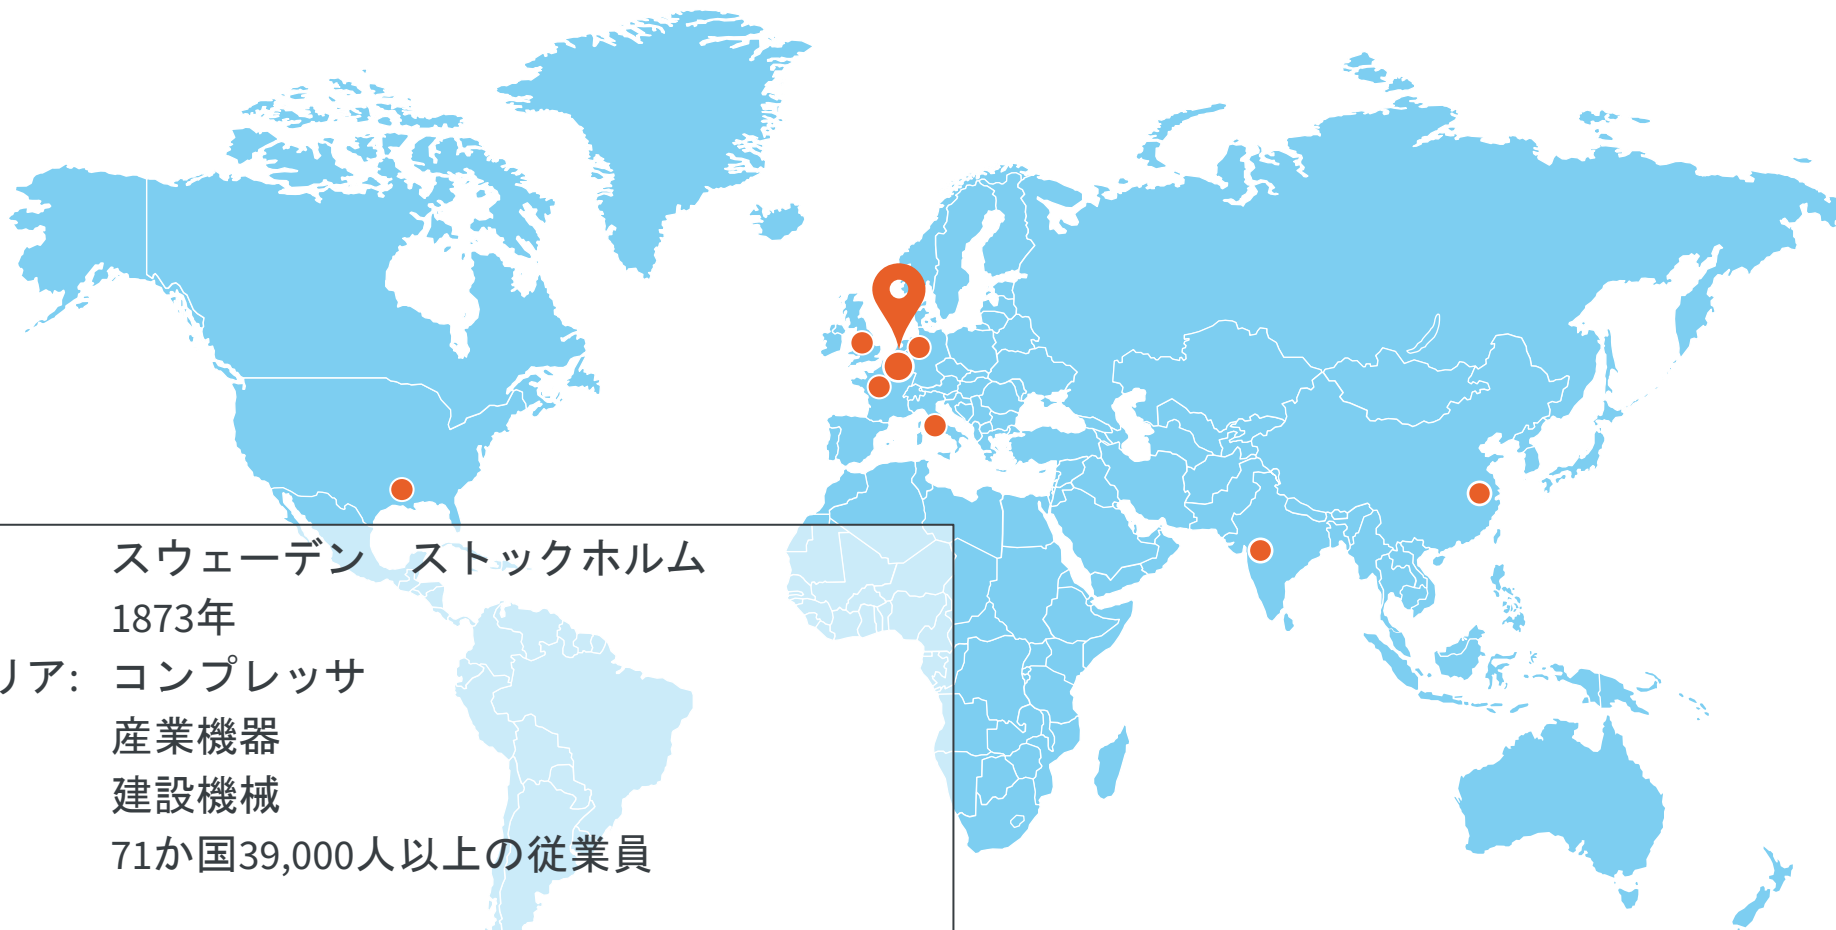 スウェーデン　ストックホルム
1873年
リア: コンプレッサ
産業機器
建設機械
71か国39,000人以上の従業員